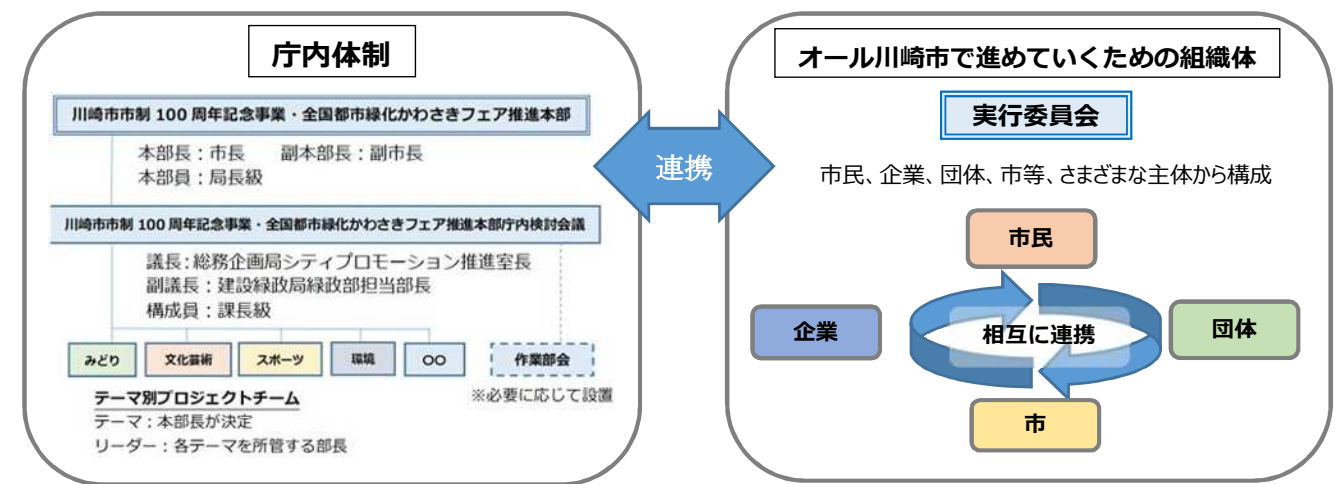 庁内体制
川崎市市制 100 周年記念事業・全国都市緑化かわさきフェア推進本部
本部長：市長　　副本部長：副市長
本部員：局長級
川崎市市制 100 周年記念事業・全国都市緑化かわさきフェア推進本部庁内検討会議
議長：総務企画局シティプロモーション推進室長
副議長：建設緑政局緑政部担当部長
構成員：課長級
みどり
文化芸術
スポーツ
環境
〇〇
作業部会
※必要に応じて設置
テーマ別プロジェクトチーム
テーマ：本部長が決定
リーダー：各テーマを所管する部長
連携
オール川崎市で進めていくための組織体
実行委員会
市民、企業、団体、市等、さまざまな主体から構成
市民
企業
相互に連携
団体
市